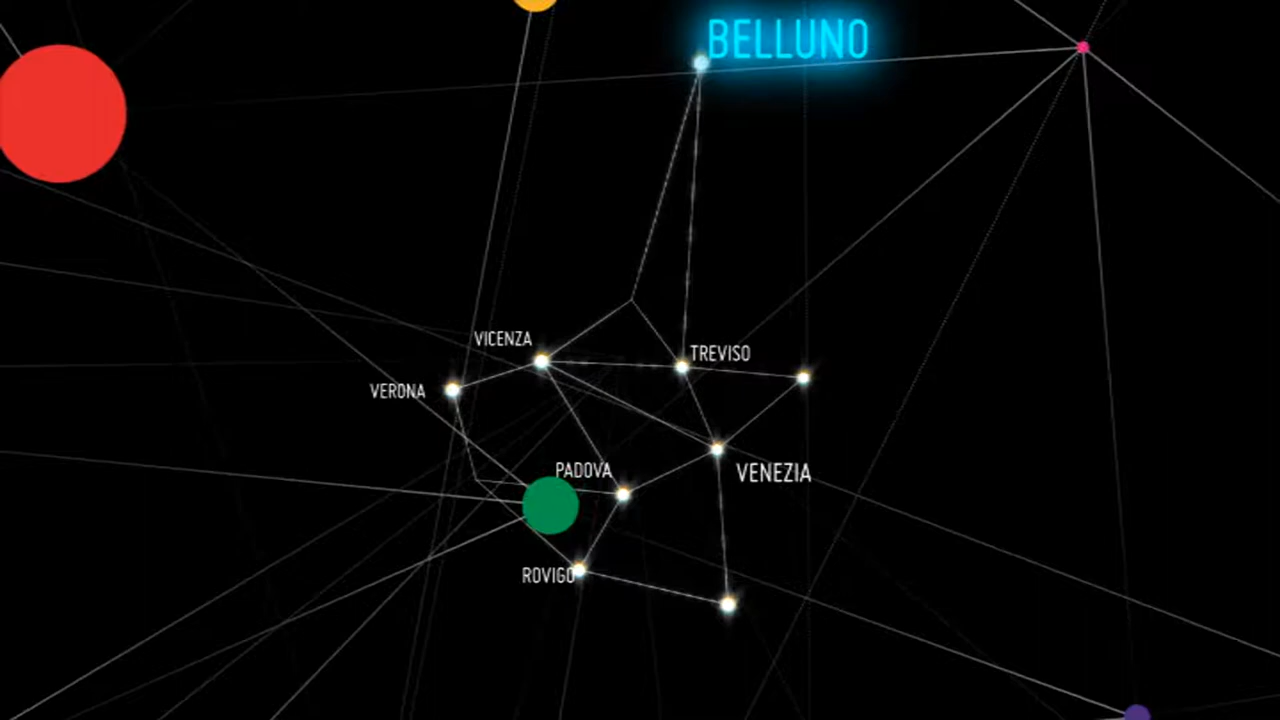 BELLUNO
VICENZA
TREVISO
VERONA
PADOVA
VENEZIA
ROVIGO